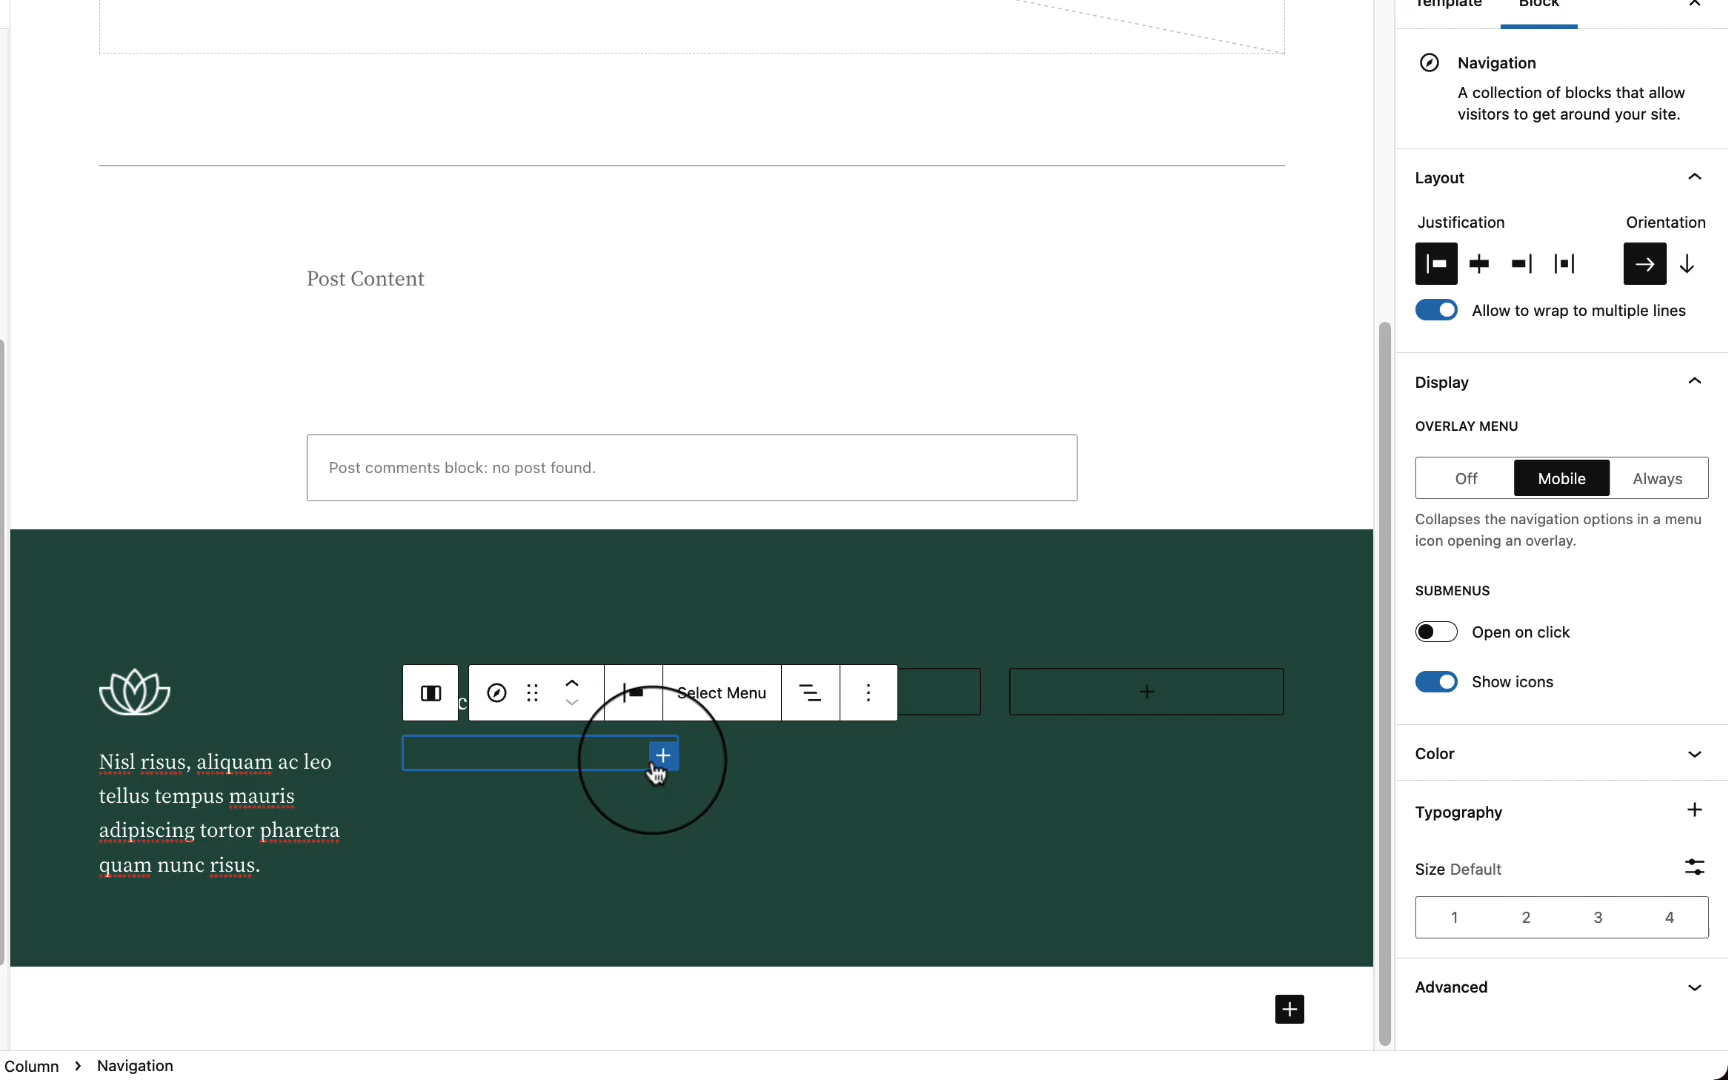 Template Block
Navigation
A collection of blocks that allow
visitors to get around your site.
Layout
Justification Orientation
Allow to wrap to multiple lines
Display
OVERLAY MENU
Off Mobile Always
Collapses the navigation options in a menu
icon opening an overlay.
SUBMENUS
Open on click
Show icons
Color
Typography
Size Default
1 2 3 4
Advanced
Post Content
Post comments block: no post found.
Select Menu
Nisl risus, aliquam ac leo
tellus tempus mauris
adipiscing tortor pharetra
quam nunc risus.
Column > Navigation